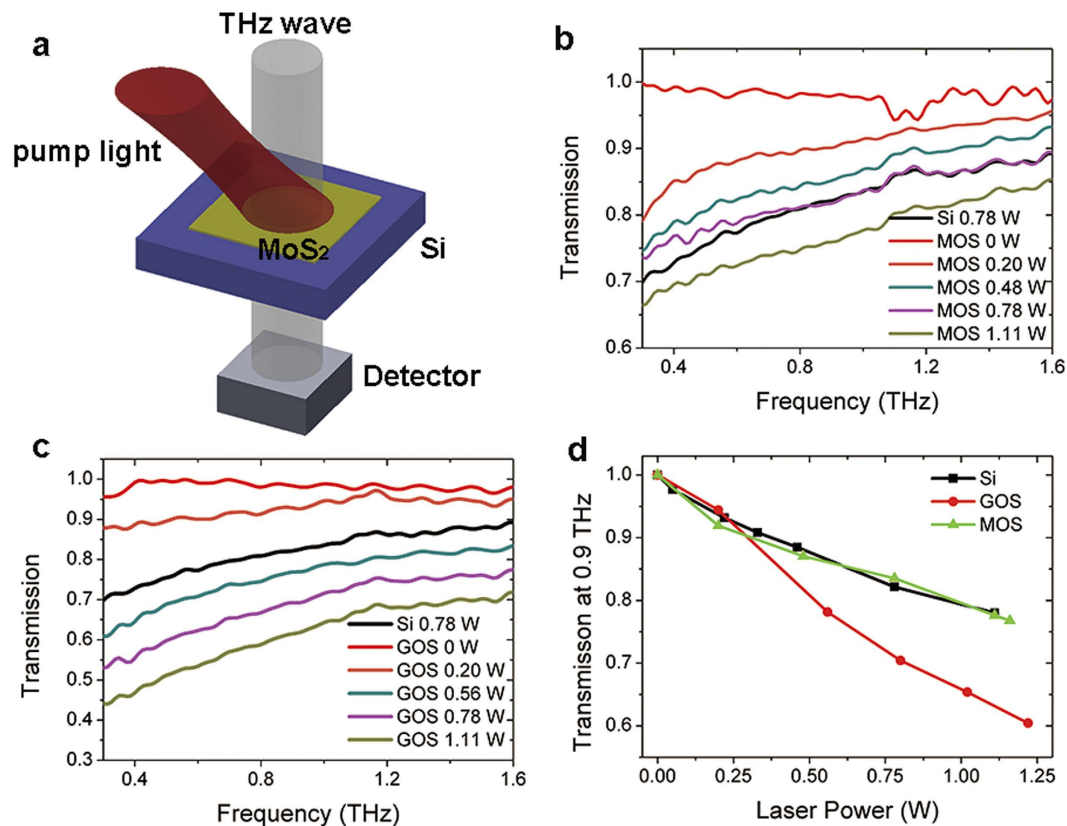 a
THz wave
pump light
MoS2
Si
Detector
b
Transmission
1.0
0.9
0.8
0.7
0.6
Si 0.78 W
MOS 0 W
MOS 0.20 W
MOS 0.48 W
MOS 0.78 W
MOS 1.11 W
0.4 0.8 1.2 1.6
Frequency (THz)
c
Transmission
1.0
0.9
0.8
0.7
0.6
0.5
0.4
0.3
Si 0.78 W
GOS 0 W
GOS 0.20 W
GOS 0.56 W
GOS 0.78 W
GOS 1.11 W
0.4 0.8 1.2 1.6
Frequency (THz)
d
Transmisson at 0.9 THz
1.0
0.9
0.8
0.7
0.6
Si
GOS
MOS
0.00 0.25 0.50 0.75 1.00 1.25
Laser Power (W)